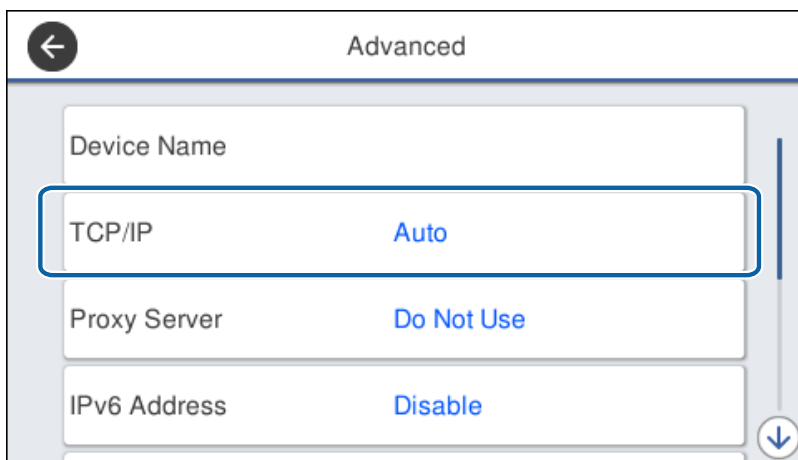 Advanced
Device Name
TCP/IP Auto
Proxy Server Do Not Use
IPv6 Address Disable